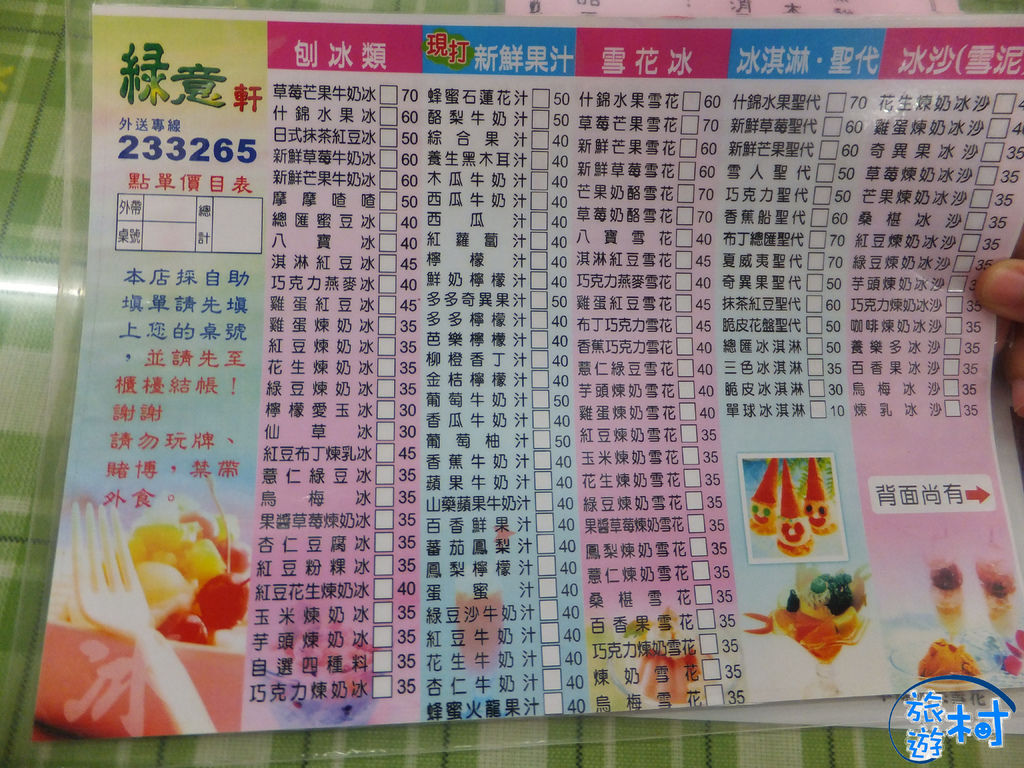 綠意軒
外送專線
233265
點單價目表
外帶 總計
桌號
本店採自助
填單請先填
上您的桌號
，並請先至
櫃檯結帳！
謝謝
請勿玩牌、
賭博，禁帶
外食。
刨冰類
草莓芒果牛奶冰 70
什錦水果冰 60
日式抹茶紅豆冰 50
新鮮草莓牛奶冰 60
新鮮芒果牛奶冰 60
摩摩喳喳 50
總匯蜜豆冰 40
八寶冰 40
淇淋紅豆冰 45
巧克力燕麥冰 40
雞蛋紅豆冰 45
雞蛋煉奶冰 35
紅豆煉奶冰 35
花生煉奶冰 35
綠豆煉奶冰 35
檸檬愛玉冰 30
仙草冰 30
紅豆布丁煉乳冰 45
薏仁綠豆冰 35
烏梅冰 35
果醬草莓煉奶冰 35
杏仁豆腐冰 35
紅豆粉粿冰 35
紅豆花生煉奶冰 40
玉米煉奶冰 35
芋頭煉奶冰 35
自選四種料 35
巧克力煉奶冰 35
現打 新鮮果汁
蜂蜜石蓮花汁 50
酪梨牛奶汁 50
綜合果汁 40
養生黑木耳汁 40
木瓜牛奶汁 40
西瓜牛奶汁 40
西瓜汁 40
紅蘿蔔汁 40
檸檬汁 40
鮮奶檸檬汁 40
多多奇異果汁 50
多多檸檬汁 40
芭樂檸檬汁 40
柳橙香丁汁 40
金桔檸檬汁 40
葡萄牛奶汁 50
香瓜牛奶汁 40
葡萄柚汁 50
香蕉牛奶汁 40
蘋果牛奶汁 40
山藥蘋果牛奶汁 40
百香鮮果汁 40
蕃茄鳳梨汁 40
鳳梨檸檬汁 40
蛋蜜汁 40
綠豆沙牛奶汁 40
紅豆牛奶汁 40
花生牛奶汁 40
杏仁牛奶汁 40
蜂蜜火龍果汁 40
雪花冰
什錦水果雪花 60
草莓芒果雪花 70
新鮮芒果雪花 60
新鮮草莓雪花 60
芒果奶酪雪花 70
草莓奶酪雪花 70
八寶雪花 40
淇淋紅豆雪花 45
巧克力燕麥雪花 40
雞蛋紅豆雪花 45
布丁巧克力雪花 45
香蕉巧克力雪花 40
薏仁綠豆雪花 40
芋頭煉奶雪花 40
雞蛋煉奶雪花 40
紅豆煉奶雪花 35
玉米煉奶雪花 35
花生煉奶雪花 35
綠豆煉奶雪花 35
果醬草莓煉奶雪花 35
鳳梨煉奶雪花 35
薏仁煉奶雪花 35
桑椹雪花 35
百香果雪花 35
巧克力煉奶雪花 35
煉奶雪花 35
烏梅雪花 35
冰淇淋·聖代
什錦水果聖代 70
新鮮草莓聖代 60
新鮮芒果聖代 60
雪人聖代 50
巧克力聖代 50
香蕉船聖代 60
布丁總匯聖代 70
夏威夷聖代 70
奇異果聖代 50
抹茶紅豆聖代 60
脆皮花盤聖代 50
總匯冰淇淋 50
三色冰淇淋 35
脆皮冰淇淋 30
單球冰淇淋 10
冰沙(雪泥
花生煉奶冰沙
雞蛋煉奶冰沙 40
奇異果冰沙 35
草莓煉奶冰沙 35
芒果煉奶冰沙 35
桑椹冰沙 35
紅豆煉奶冰沙 35
綠豆煉奶冰沙 35
芋頭煉奶冰沙 35
巧克力煉奶冰沙 35
咖啡煉奶冰沙 35
養樂多冰沙 35
百香果冰沙 35
烏梅冰沙 35
煉乳冰沙 35
背面尚有
冰
旅遊村